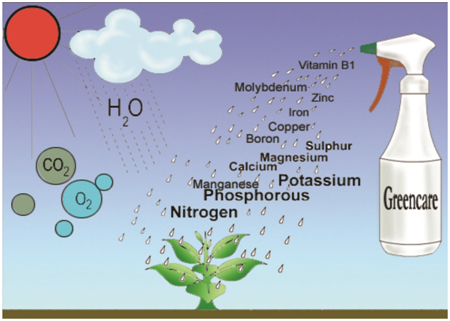 Vitamin B1
Molybdenum
Zinc
H2O
Iron
Copper
Boron
Sulphur
Magnesium
CO2
Calcium
Manganese
Potassium
Phosphorous
O2
Nitrogen
Greencare